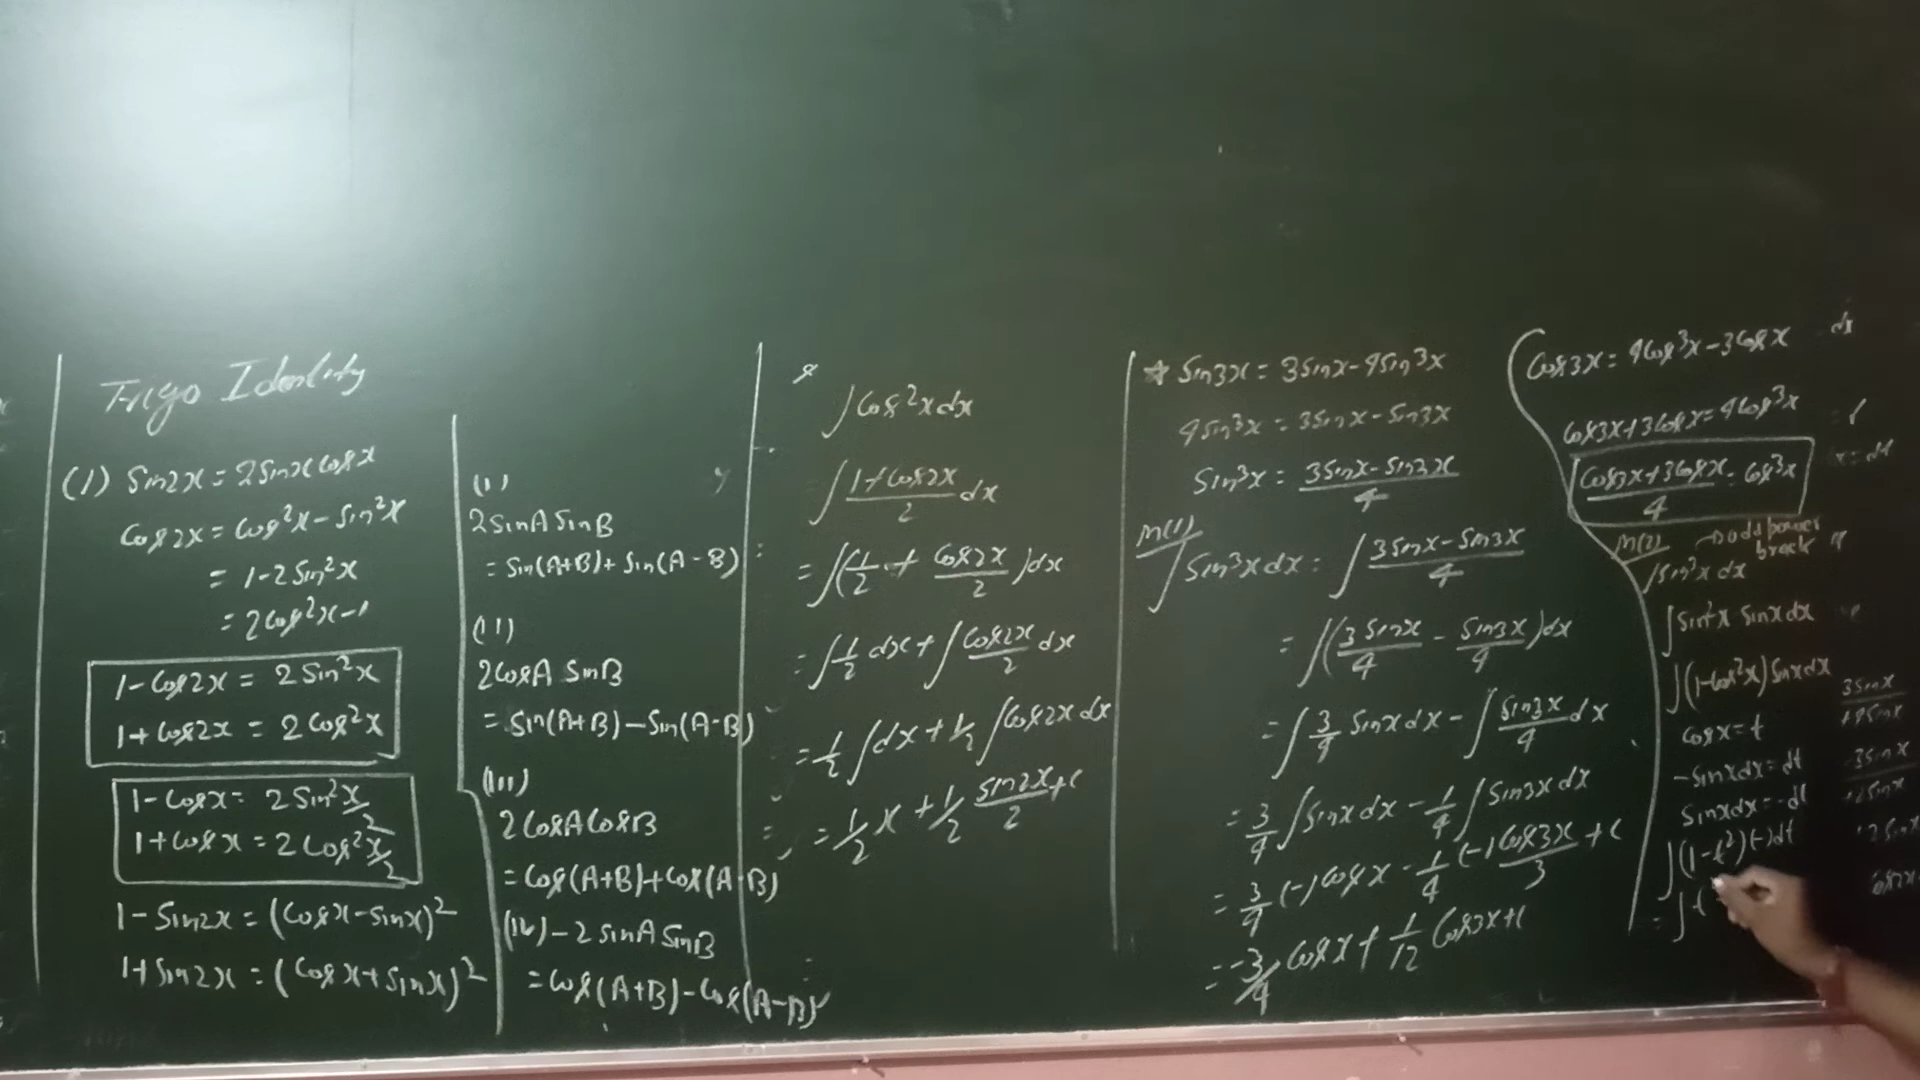 Trigo Identity
(1) Sin2x = 2Sinx Cosx
Cos2x = Cos²x - Sin²x
= 1 - 2Sin²x
= 2Cos²x - 1
1 - Cos2x = 2Sin²x
1 + Cos2x = 2Cos²x
1 - Cosx = 2Sin²x/2
1 + Cosx = 2Cos²x/2
1 - Sin2x = (Cosx - Sinx)²
1 + Sin2x = (Cosx + Sinx)²
(I)
2SinA SinB
= Sin(A+B) + Sin(A-B)
(II)
2CosA SinB
= Sin(A+B) - Sin(A-B)
(III)
2CosA CosB
= Cos(A+B) + Cos(A-B)
(IV) -2SinA SinB
= Cos(A+B) - Cos(A-B)
∫Cos²x dx
∫(1+Cos2x)/2 dx
= ∫(1/2 + Cos2x/2)dx
= ∫1/2 dx + ∫Cos2x/2 dx
= 1/2 ∫dx + 1/2 ∫Cos2x dx
= 1/2 x + 1/2 Sin2x/2 + c
★ Sin3x = 3Sinx - 4Sin³x
4Sin³x = 3Sinx - Sin3x
Sin³x = (3Sinx - Sin3x)/4
M(1)
∫Sin³x dx = ∫(3Sinx - Sin3x)/4
= ∫(3Sinx/4 - Sin3x/4)dx
= ∫3/4 Sinx dx - ∫Sin3x/4 dx
= 3/4 ∫Sinx dx - 1/4 ∫Sin3x dx
= 3/4 (-)Cosx - 1/4 (-)Cos3x/3 + c
= -3/4 Cosx + 1/12 Cos3x + c
Cos3x = 4Cos³x - 3Cosx
Cos3x + 3Cosx = 4Cos³x
(Cos3x + 3Cosx)/4 = Cos³x
M(2) → odd power break
∫Sin³x dx
∫Sin²x Sinx dx
∫(1-Cos²x) Sinx dx
Cosx = t
-Sinx dx = dt
Sinx dx = -dt
∫(1-t²)(-)dt
= ∫-(